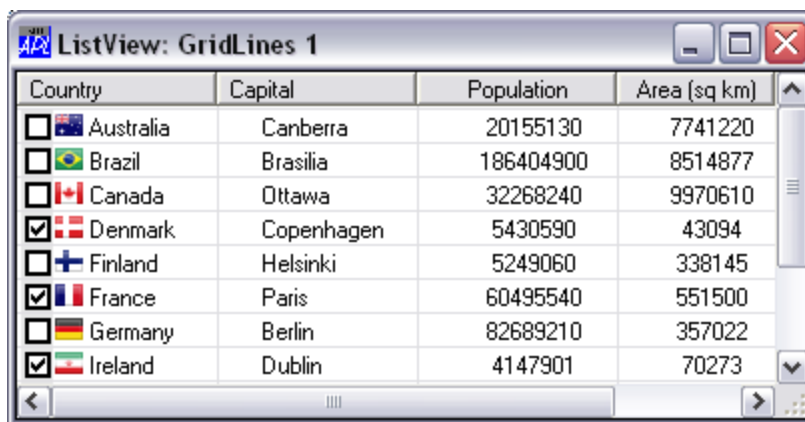 APL ListView: GridLines 1
Country Capital Population Area (sq km)
Australia Canberra 20155130 7741220
Brazil Brasilia 186404900 8514877
Canada Ottawa 32268240 9970610
Denmark Copenhagen 5430590 43094
Finland Helsinki 5249060 338145
France Paris 60495540 551500
Germany Berlin 82689210 357022
Ireland Dublin 4147901 70273